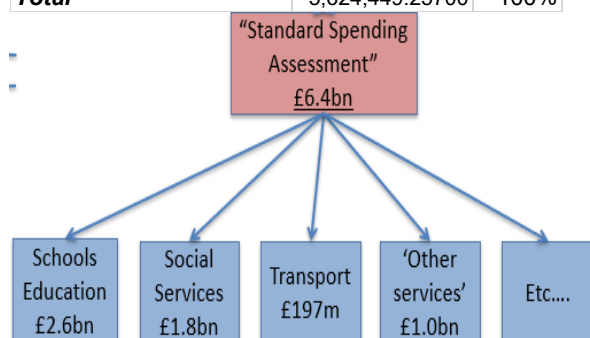 Total 100%
“Standard Spending
Assessment”
£6.4bn
Schools
Education
£2.6bn
Social
Services
£1.8bn
Transport
£197m
‘Other
services’
£1.0bn
Etc....